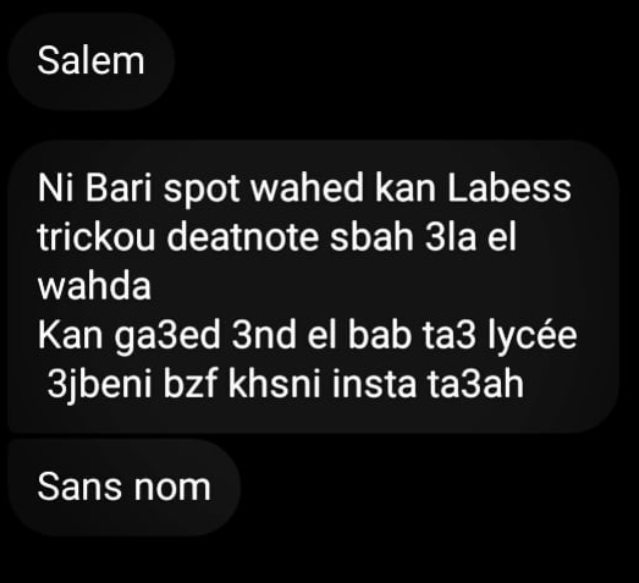 Salem
Ni Bari spot wahed kan Labess
trickou deatnote sbah 3la el
wahda
Kan ga3ed 3nd el bab ta3 lycée
3jbeni bzf khsni insta ta3ah
Sans nom